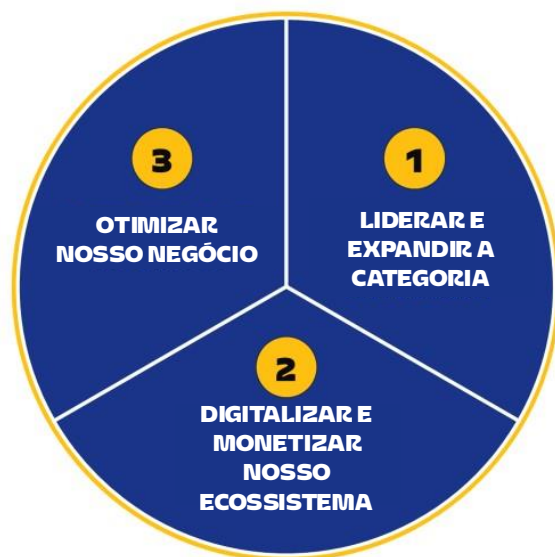 1
LIDERAR E
EXPANDIR A
CATEGORIA
2
DIGITALIZAR E
MONETIZAR
NOSSO
ECOSSISTEMA
3
OTIMIZAR
NOSSO NEGÓCIO